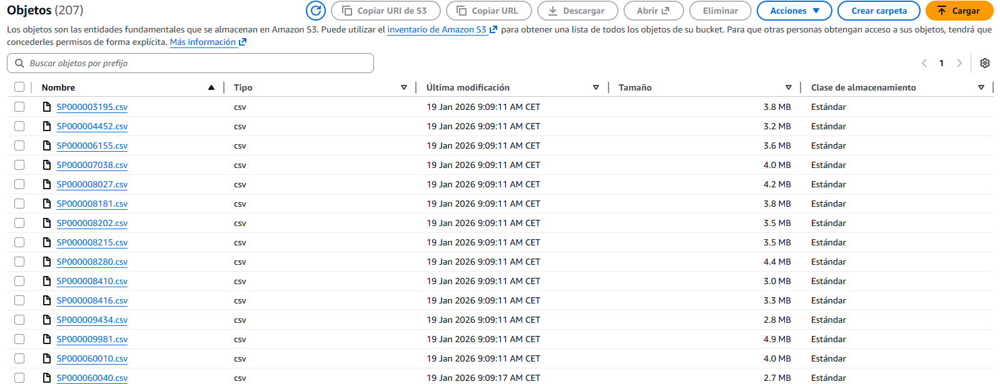 Objetos (207)
Copiar URI de S3
Copiar URL
Descargar
Abrir
Eliminar
Acciones
Crear carpeta
Cargar
Los objetos son las entidades fundamentales que se almacenan en Amazon S3. Puede utilizar el inventario de Amazon S3 para obtener una lista de todos los objetos de su bucket. Para que otras personas obtengan acceso a sus objetos, tendrá que
concederles permisos de forma explícita. Más información
Buscar objetos por prefijo
1
Nombre Tipo Última modificación Tamaño Clase de almacenamiento
SP000003195.csv csv 19 Jan 2026 9:09:11 AM CET 3.8 MB Estándar
SP000004452.csv csv 19 Jan 2026 9:09:11 AM CET 3.2 MB Estándar
SP000006155.csv csv 19 Jan 2026 9:09:11 AM CET 3.6 MB Estándar
SP000007038.csv csv 19 Jan 2026 9:09:11 AM CET 4.0 MB Estándar
SP000008027.csv csv 19 Jan 2026 9:09:11 AM CET 4.2 MB Estándar
SP000008181.csv csv 19 Jan 2026 9:09:11 AM CET 3.8 MB Estándar
SP000008202.csv csv 19 Jan 2026 9:09:11 AM CET 3.5 MB Estándar
SP000008215.csv csv 19 Jan 2026 9:09:11 AM CET 3.5 MB Estándar
SP000008280.csv csv 19 Jan 2026 9:09:11 AM CET 4.4 MB Estándar
SP000008410.csv csv 19 Jan 2026 9:09:11 AM CET 3.0 MB Estándar
SP000008416.csv csv 19 Jan 2026 9:09:11 AM CET 3.3 MB Estándar
SP000009434.csv csv 19 Jan 2026 9:09:11 AM CET 2.8 MB Estándar
SP000009981.csv csv 19 Jan 2026 9:09:11 AM CET 4.9 MB Estándar
SP000060010.csv csv 19 Jan 2026 9:09:11 AM CET 4.0 MB Estándar
SP000060040.csv csv 19 Jan 2026 9:09:17 AM CET 2.7 MB Estándar